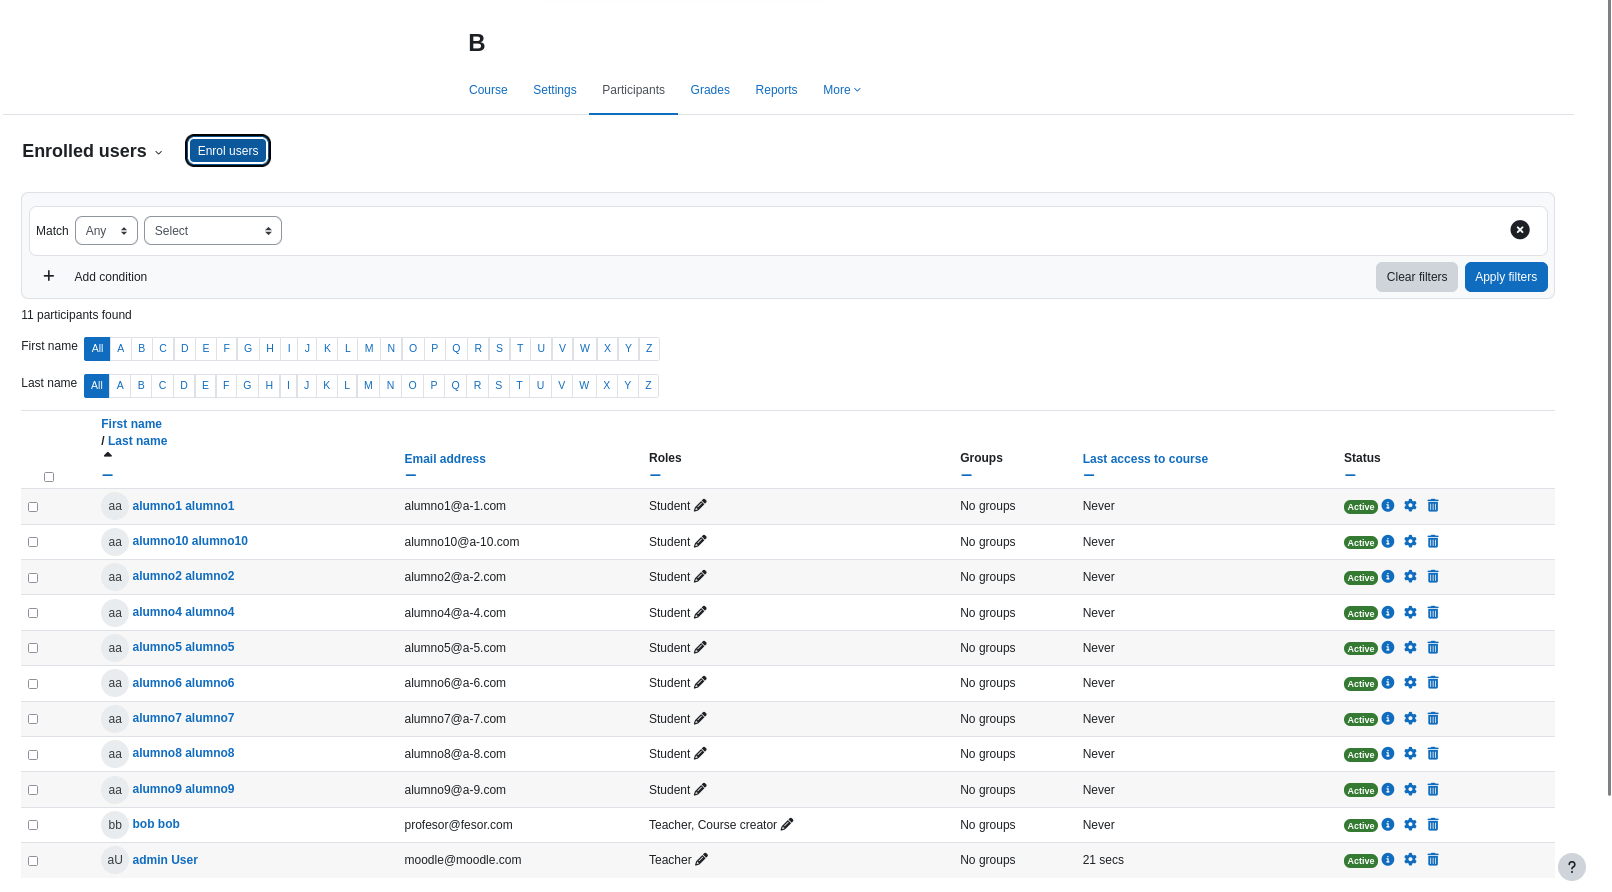 B
Course Settings Participants Grades Reports More
Enrolled users Enrol users
Match Any Select
Add condition Clear filters Apply filters
11 participants found
First name All A B C D E F G H I J K L M N O P Q R S T U V W X Y Z
Last name All A B C D E F G H I J K L M N O P Q R S T U V W X Y Z
First name
/ Last name
Email address Roles Groups Last access to course Status
aa alumno1 alumno1 alumno1@a-1.com Student No groups Never Active
aa alumno10 alumno10 alumno10@a-10.com Student No groups Never Active
aa alumno2 alumno2 alumno2@a-2.com Student No groups Never Active
aa alumno4 alumno4 alumno4@a-4.com Student No groups Never Active
aa alumno5 alumno5 alumno5@a-5.com Student No groups Never Active
aa alumno6 alumno6 alumno6@a-6.com Student No groups Never Active
aa alumno7 alumno7 alumno7@a-7.com Student No groups Never Active
aa alumno8 alumno8 alumno8@a-8.com Student No groups Never Active
aa alumno9 alumno9 alumno9@a-9.com Student No groups Never Active
bb bob bob profesor@fesor.com Teacher, Course creator No groups Never Active
aU admin User moodle@moodle.com Teacher No groups 21 secs Active
?